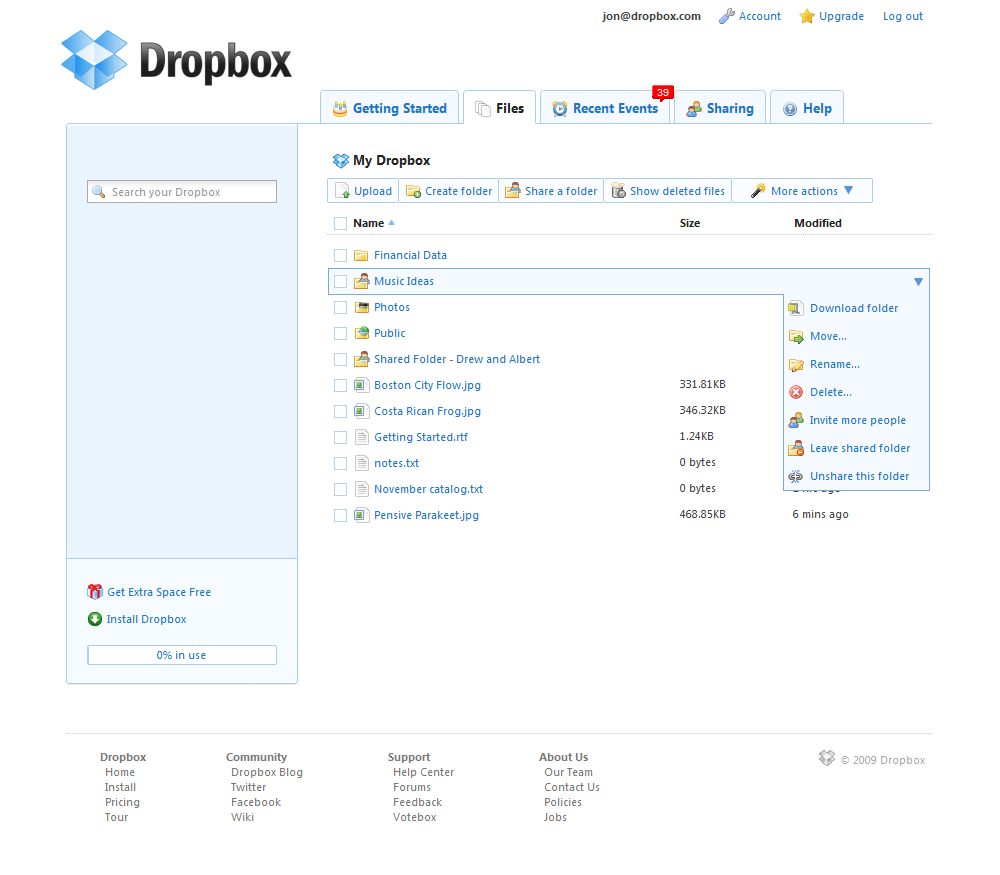 jon@dropbox.com Account Upgrade Log out
Dropbox
Getting Started Files Recent Events 39 Sharing Help
Search your Dropbox
My Dropbox
Upload Create folder Share a folder Show deleted files More actions
Name Size Modified
Financial Data
Music Ideas
Photos
Public
Shared Folder - Drew and Albert
Boston City Flow.jpg 331.81KB
Costa Rican Frog.jpg 346.32KB
Getting Started.rtf 1.24KB
notes.txt 0 bytes
November catalog.txt 0 bytes
Pensive Parakeet.jpg 468.85KB 6 mins ago
Download folder
Move...
Rename...
Delete...
Invite more people
Leave shared folder
Unshare this folder
Get Extra Space Free
Install Dropbox
0% in use
Dropbox
Home
Install
Pricing
Tour
Community
Dropbox Blog
Twitter
Facebook
Wiki
Support
Help Center
Forums
Feedback
Votebox
About Us
Our Team
Contact Us
Policies
Jobs
© 2009 Dropbox